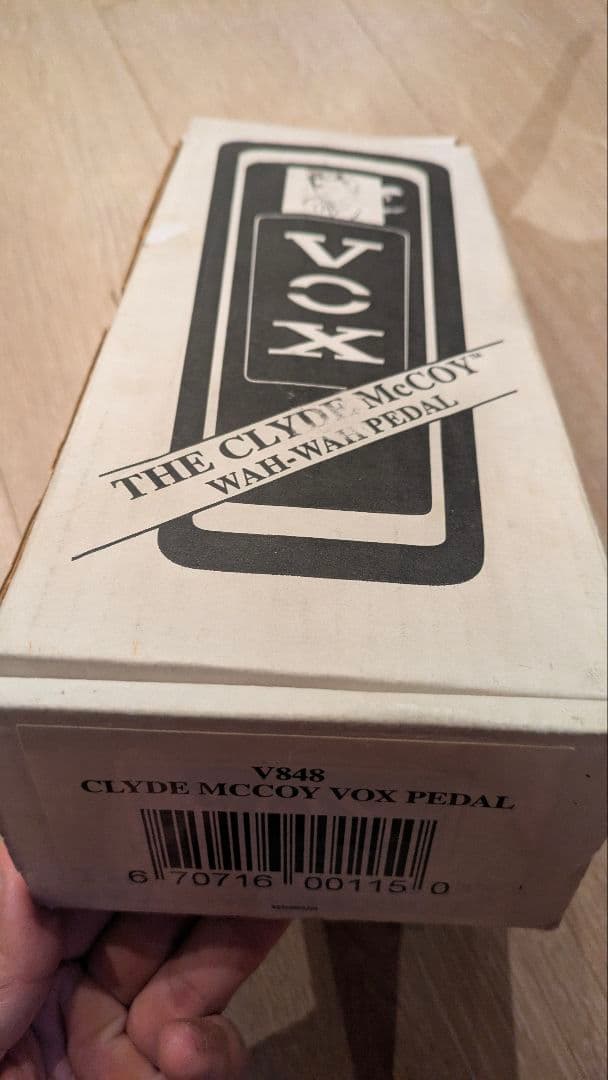 VOX
THE CLYDE McCOY™
WAH-WAH PEDAL
V848
CLYDE MCCOY VOX PEDAL
6 70716 00115 0